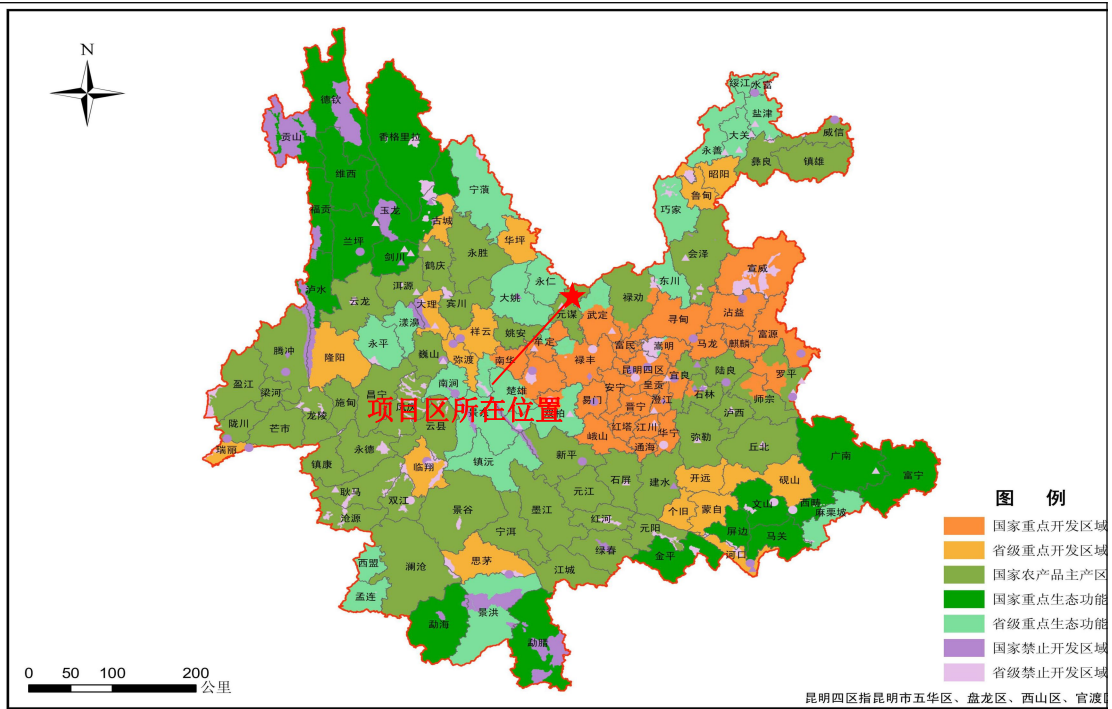 N
德钦
贡山
香格里拉
维西
福贡
玉龙
兰坪
剑川
宁蒗
古城
华坪
永胜
鹤庆
泸水
云龙
洱源
大理
宾川
漾濞
永平
祥云
弥渡
巍山
大姚
永仁
姚安
元谋
牟定
南华
楚雄
武定
禄劝
禄丰
富民
嵩明
昆明四区
呈贡
安宁
宜良
易门
晋宁
澄江
红塔
江川
华宁
峨山
通海
绥江
水富
盐津
大关
永善
威信
彝良
镇雄
昭阳
鲁甸
巧家
会泽
东川
宣威
寻甸
沾益
马龙
麒麟
富源
陆良
罗平
石林
师宗
泸西
弥勒
丘北
广南
富宁
腾冲
隆阳
盈江
梁河
陇川
芒市
瑞丽
龙陵
施甸
昌宁
南涧
云县
永德
镇康
临翔
耿马
双江
沧源
镇沅
新平
景谷
宁洱
墨江
元江
石屏
建水
红河
元阳
绿春
江城
思茅
澜沧
西盟
孟连
勐海
景洪
勐腊
开远
个旧
蒙自
砚山
文山
西畴
麻栗坡
屏边
马关
河口
金平
项目区所在位置
图 例
国家重点开发区域
省级重点开发区域
国家农产品主产区
国家重点生态功能
省级重点生态功能
国家禁止开发区域
省级禁止开发区域
0 50 100 200
公里
昆明四区指昆明市五华区、盘龙区、西山区、官渡